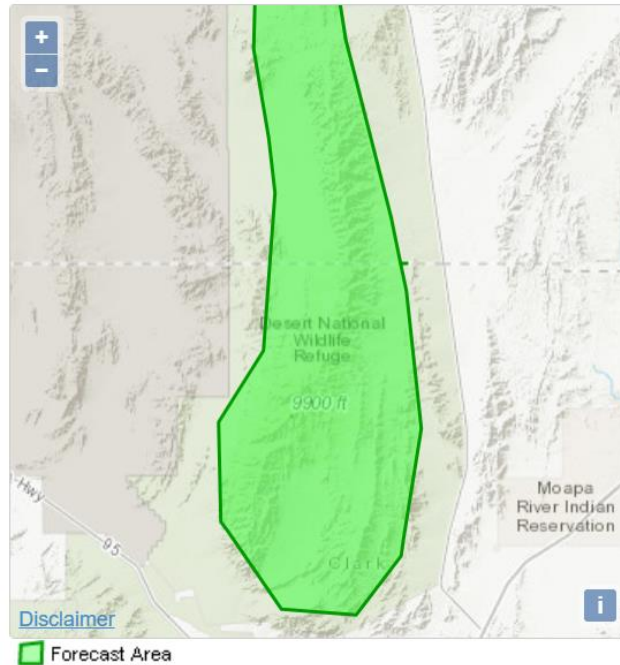 +
−
Desert National
Wildlife
Refuge
9900 ft
Moapa
River Indian
Reservation
-Hwy
95
Clark
Disclaimer
i
Forecast Area